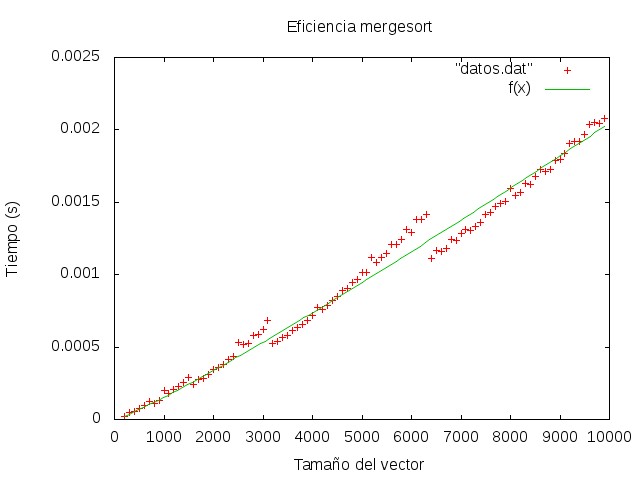 Eficiencia mergesort
"datos.dat"
f(x)
0.0025
0.002
0.0015
0.001
0.0005
0
Tiempo (s)
0 1000 2000 3000 4000 5000 6000 7000 8000 9000 10000
Tamaño del vector